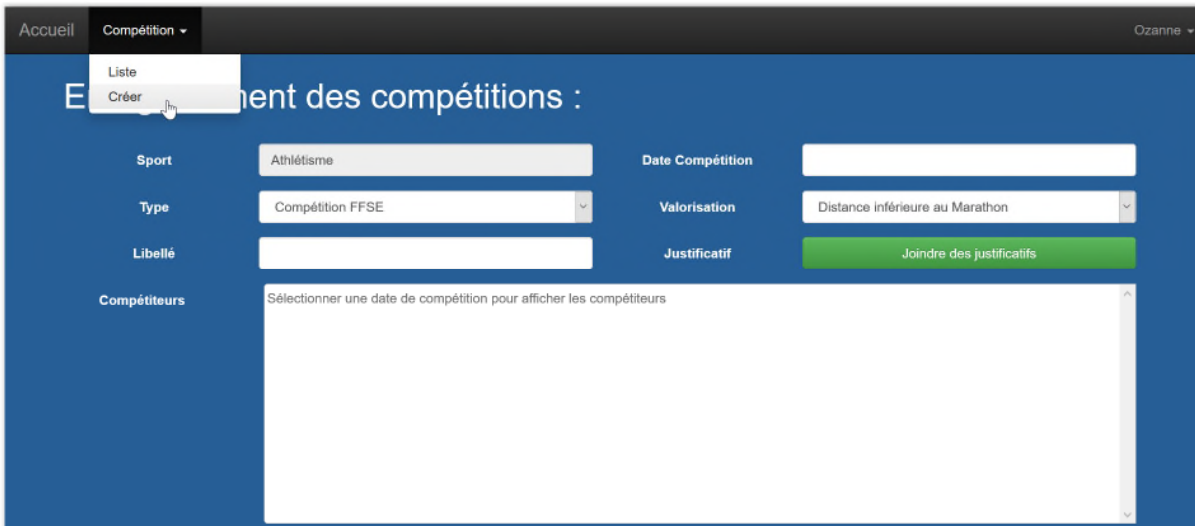 Accueil Compétition Ozanne
Liste
Créer
ent des compétitions :
Sport Athlétisme Date Compétition
Type Compétition FFSE Valorisation Distance inférieure au Marathon
Libellé Justificatif Joindre des justificatifs
Compétiteurs Sélectionner une date de compétition pour afficher les compétiteurs